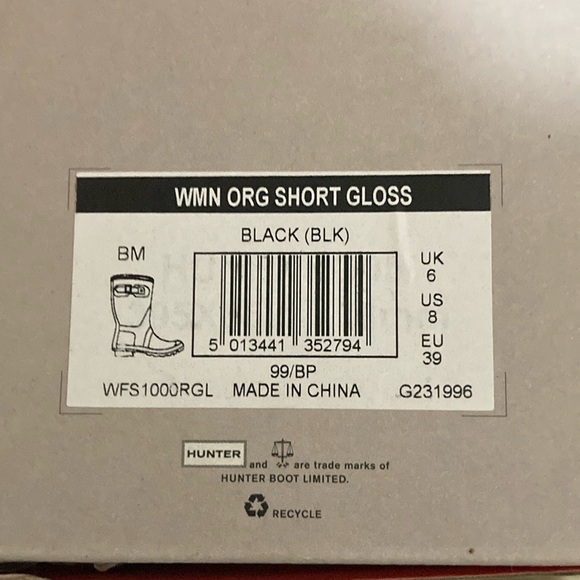 WMN ORG SHORT GLOSS
BLACK (BLK)
BM
UK
6
US
8
EU
39
5 013441 352794
99/BP
WFS1000RGL MADE IN CHINA G231996
HUNTER and are trade marks of
HUNTER BOOT LIMITED.
RECYCLE